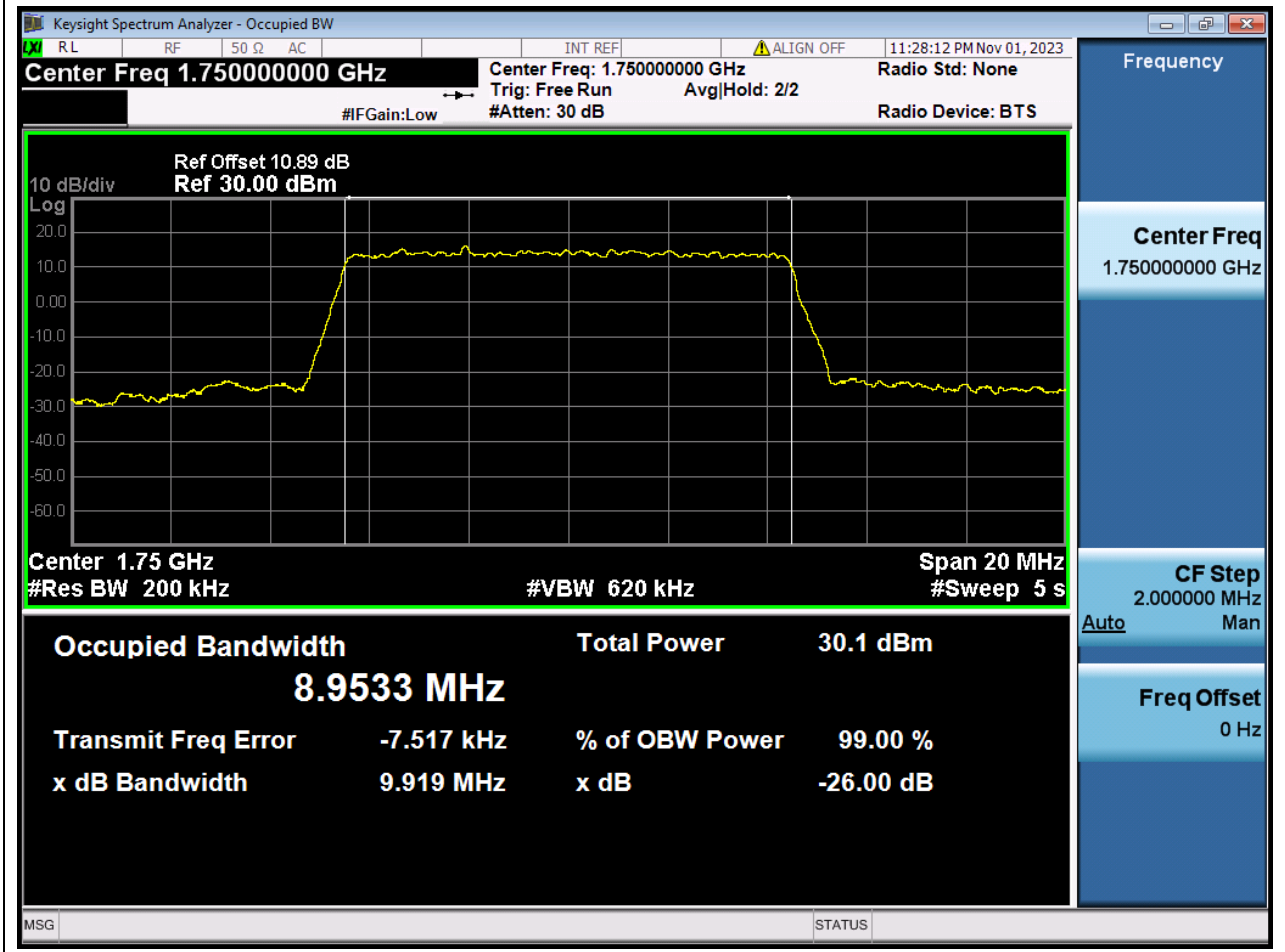 Keysight Spectrum Analyzer - Occupied BW
LXI RL RF 50 Ω AC INT REF ALIGN OFF 11:28:12 PM Nov 01, 2023
Center Freq 1.750000000 GHz
Center Freq: 1.750000000 GHz Radio Std: None
Trig: Free Run Avg|Hold: 2/2
#IFGain:Low #Atten: 30 dB Radio Device: BTS
Ref Offset 10.89 dB
10 dB/div Ref 30.00 dBm
Log
20.0
10.0
0.00
-10.0
-20.0
-30.0
-40.0
-50.0
-60.0
Center 1.75 GHz Span 20 MHz
#Res BW 200 kHz #VBW 620 kHz #Sweep 5 s
Occupied Bandwidth Total Power 30.1 dBm
8.9533 MHz
Transmit Freq Error -7.517 kHz % of OBW Power 99.00 %
x dB Bandwidth 9.919 MHz x dB -26.00 dB
Frequency
Center Freq
1.750000000 GHz
CF Step
2.000000 MHz
Auto Man
Freq Offset
0 Hz
MSG STATUS